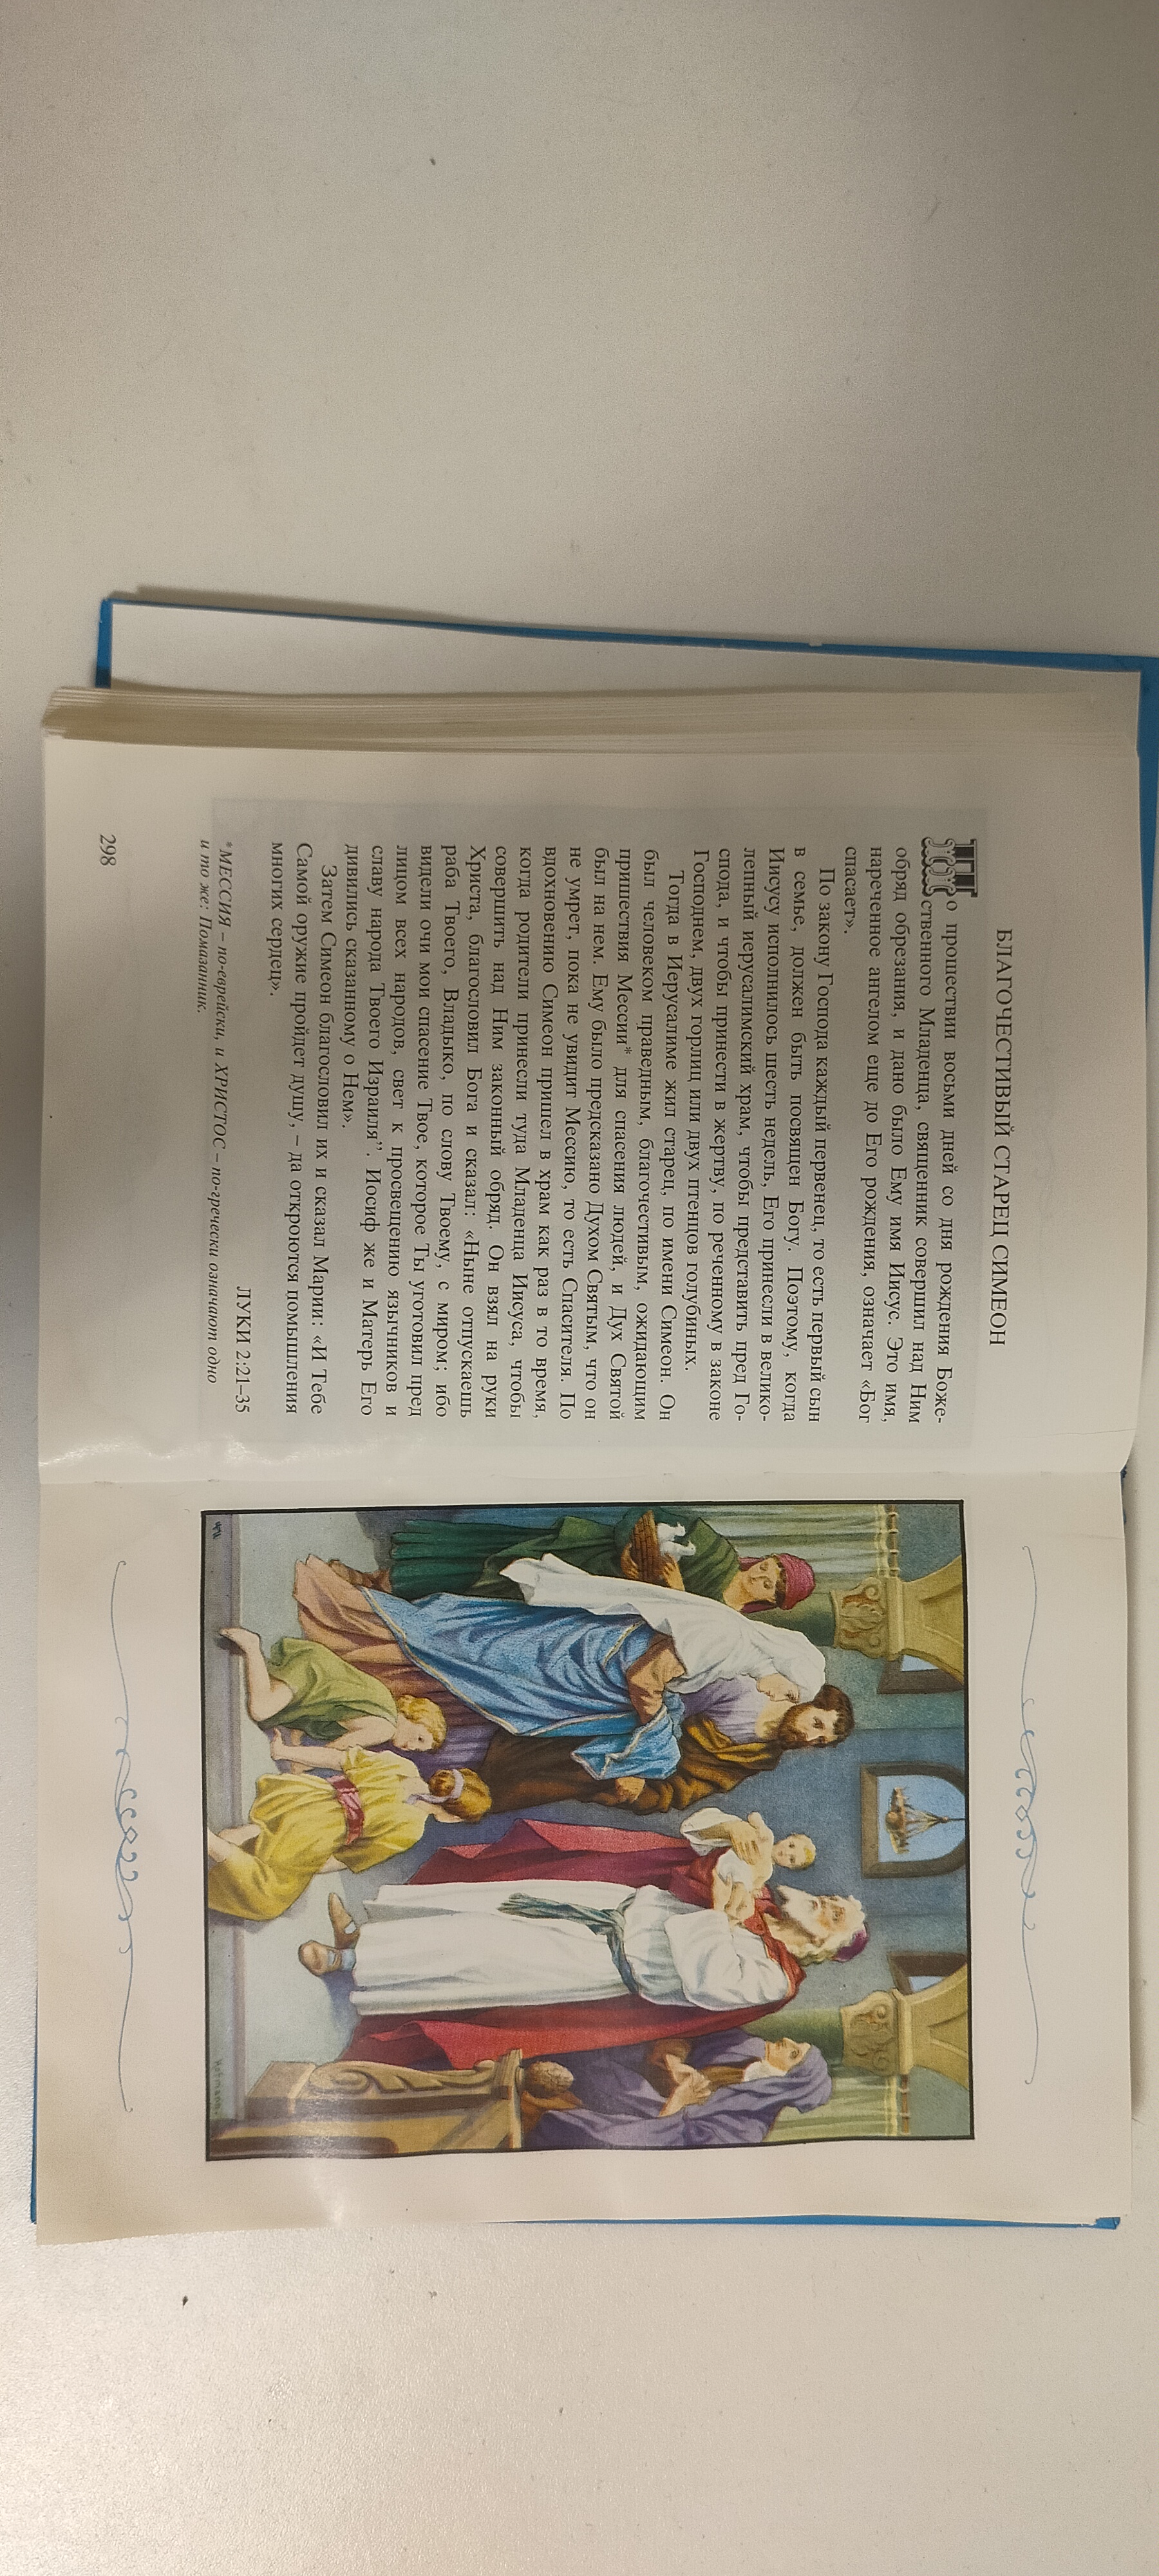 БЛАГОЧЕСТИВЫЙ СТАРЕЦ СИМЕОН
По прошествии восьми дней со дня рождения Боже-
ственного Младенца, священник совершил над Ним
обряд обрезания, и дано было Ему имя Иисус. Это имя,
нареченное ангелом еще до Его рождения, означает «Бог
спасает».
По закону Господа каждый первенец, то есть первый сын
в семье, должен быть посвящен Богу. Поэтому, когда
Иисусу исполнилось шесть недель, Его принесли в велико-
лепный иерусалимский храм, чтобы представить пред Го-
спода, и чтобы принести в жертву, по реченному в законе
Господнем, двух горлиц или двух птенцов голубиных.
Тогда в Иерусалиме жил старец, по имени Симеон. Он
был человеком праведным, благочестивым, ожидающим
пришествия Мессии* для спасения людей, и Дух Святой
был на нем. Ему было предсказано Духом Святым, что он
не умрет, пока не увидит Мессию, то есть Спасителя. По
вдохновению Симеон пришел в храм как раз в то время,
когда родители принесли туда Младенца Иисуса, чтобы
совершить над Ним законный обряд. Он взял на руки
Христа, благословил Бога и сказал: «Ныне отпускаешь
раба Твоего, Владыко, по слову Твоему, с миром; ибо
видели очи мои спасение Твое, которое Ты уготовил пред
лицом всех народов, свет к просвещению язычников и
славу народа Твоего Израиля”. Иосиф же и Матерь Его
дивились сказанному о Нем».
Затем Симеон благословил их и сказал Марии: «И Тебе
Самой оружие пройдет душу, – да откроются помышления
многих сердец».
ЛУКИ 2:21–35
*МЕССИЯ – по-еврейски, и ХРИСТОС – по-гречески означают одно
и то же: Помазанник.
298
Hofmann